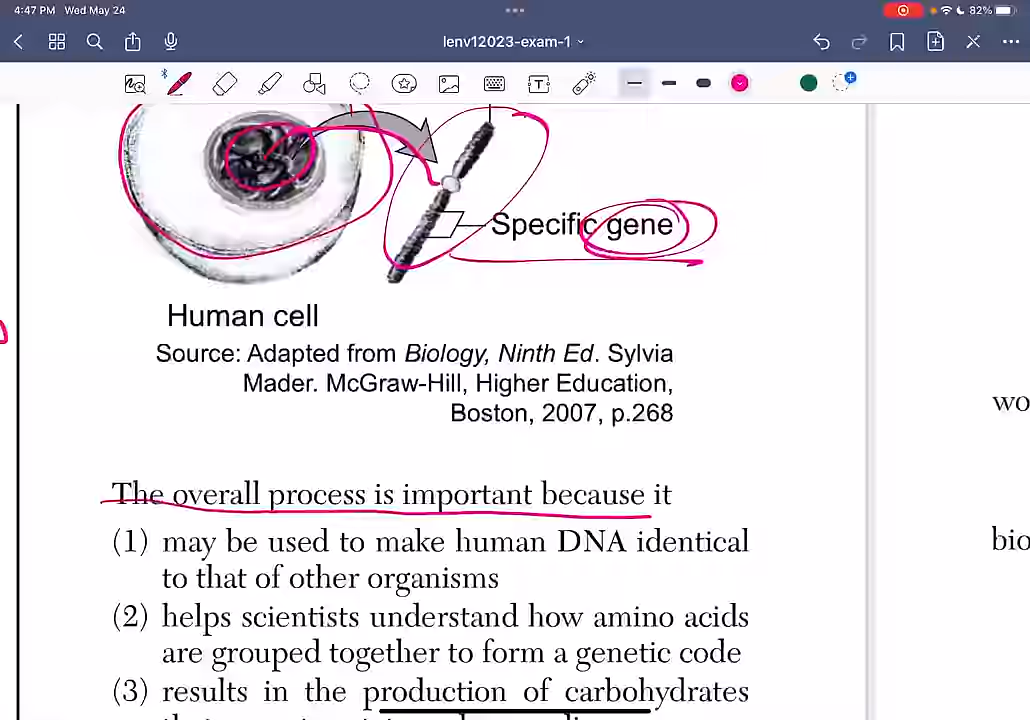 4:47 PM Wed May 24
82%
lenv12023-exam-1
Specific gene
Human cell
Source: Adapted from Biology, Ninth Ed. Sylvia
Mader. McGraw-Hill, Higher Education,
Boston, 2007, p.268
The overall process is important because it
(1) may be used to make human DNA identical
to that of other organisms
(2) helps scientists understand how amino acids
are grouped together to form a genetic code
(3) results in the production of carbohydrates